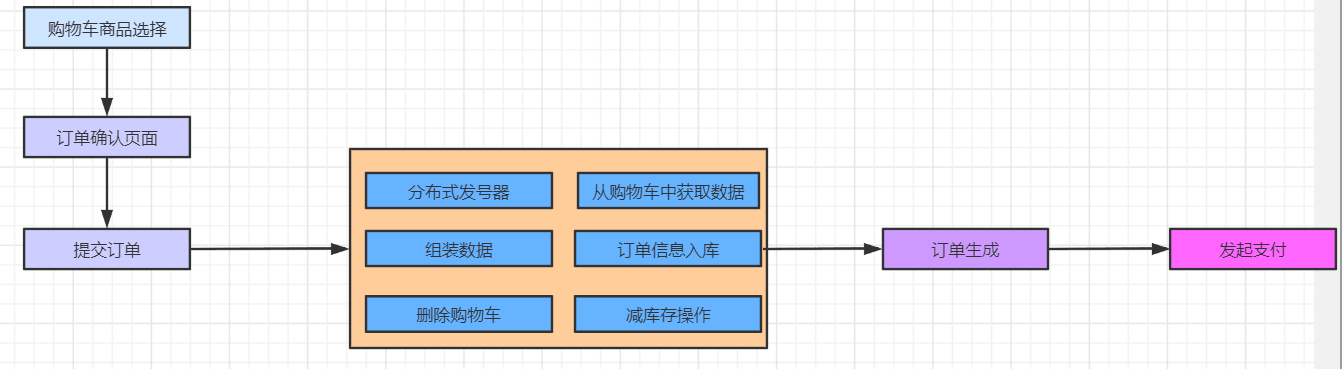 购物车商品选择
订单确认页面
提交订单
分布式发号器
从购物车中获取数据
组装数据
订单信息入库
删除购物车
减库存操作
订单生成
发起支付